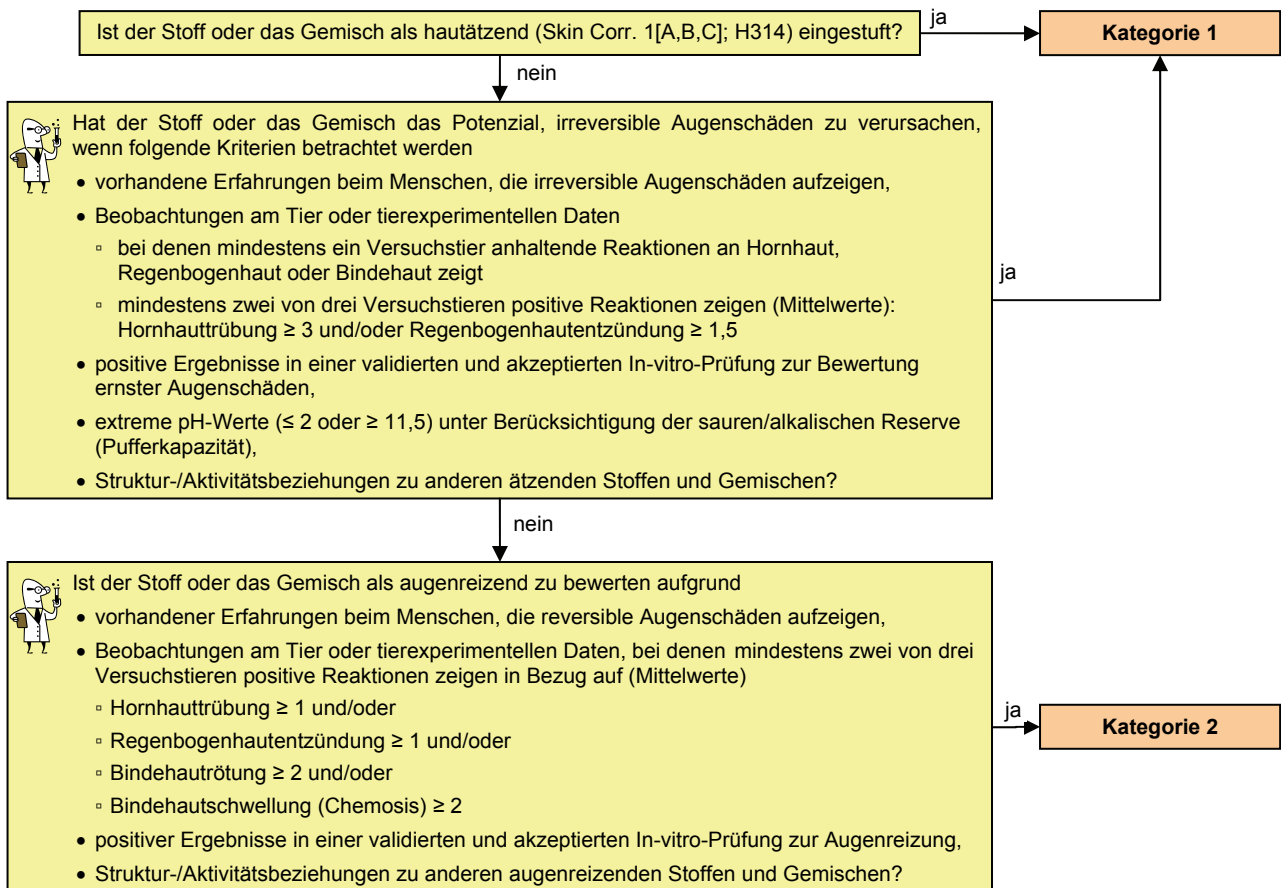 Ist der Stoff oder das Gemisch als hautätzend (Skin Corr. 1[A,B,C]; H314) eingestuft?
ja
Kategorie 1
nein
Hat der Stoff oder das Gemisch das Potenzial, irreversible Augenschäden zu verursachen,
wenn folgende Kriterien betrachtet werden
• vorhandene Erfahrungen beim Menschen, die irreversible Augenschäden aufzeigen,
• Beobachtungen am Tier oder tierexperimentellen Daten
▫ bei denen mindestens ein Versuchstier anhaltende Reaktionen an Hornhaut,
Regenbogenhaut oder Bindehaut zeigt
▫ mindestens zwei von drei Versuchstieren positive Reaktionen zeigen (Mittelwerte):
Hornhauttrübung ≥ 3 und/oder Regenbogenhautentzündung ≥ 1,5
• positive Ergebnisse in einer validierten und akzeptierten In-vitro-Prüfung zur Bewertung
ernster Augenschäden,
• extreme pH-Werte (≤ 2 oder ≥ 11,5) unter Berücksichtigung der sauren/alkalischen Reserve
(Pufferkapazität),
• Struktur-/Aktivitätsbeziehungen zu anderen ätzenden Stoffen und Gemischen?
ja
nein
Ist der Stoff oder das Gemisch als augenreizend zu bewerten aufgrund
• vorhandener Erfahrungen beim Menschen, die reversible Augenschäden aufzeigen,
• Beobachtungen am Tier oder tierexperimentellen Daten, bei denen mindestens zwei von drei
Versuchstieren positive Reaktionen zeigen in Bezug auf (Mittelwerte)
▫ Hornhauttrübung ≥ 1 und/oder
▫ Regenbogenhautentzündung ≥ 1 und/oder
▫ Bindehautrötung ≥ 2 und/oder
▫ Bindehautschwellung (Chemosis) ≥ 2
• positiver Ergebnisse in einer validierten und akzeptierten In-vitro-Prüfung zur Augenreizung,
• Struktur-/Aktivitätsbeziehungen zu anderen augenreizenden Stoffen und Gemischen?
ja
Kategorie 2